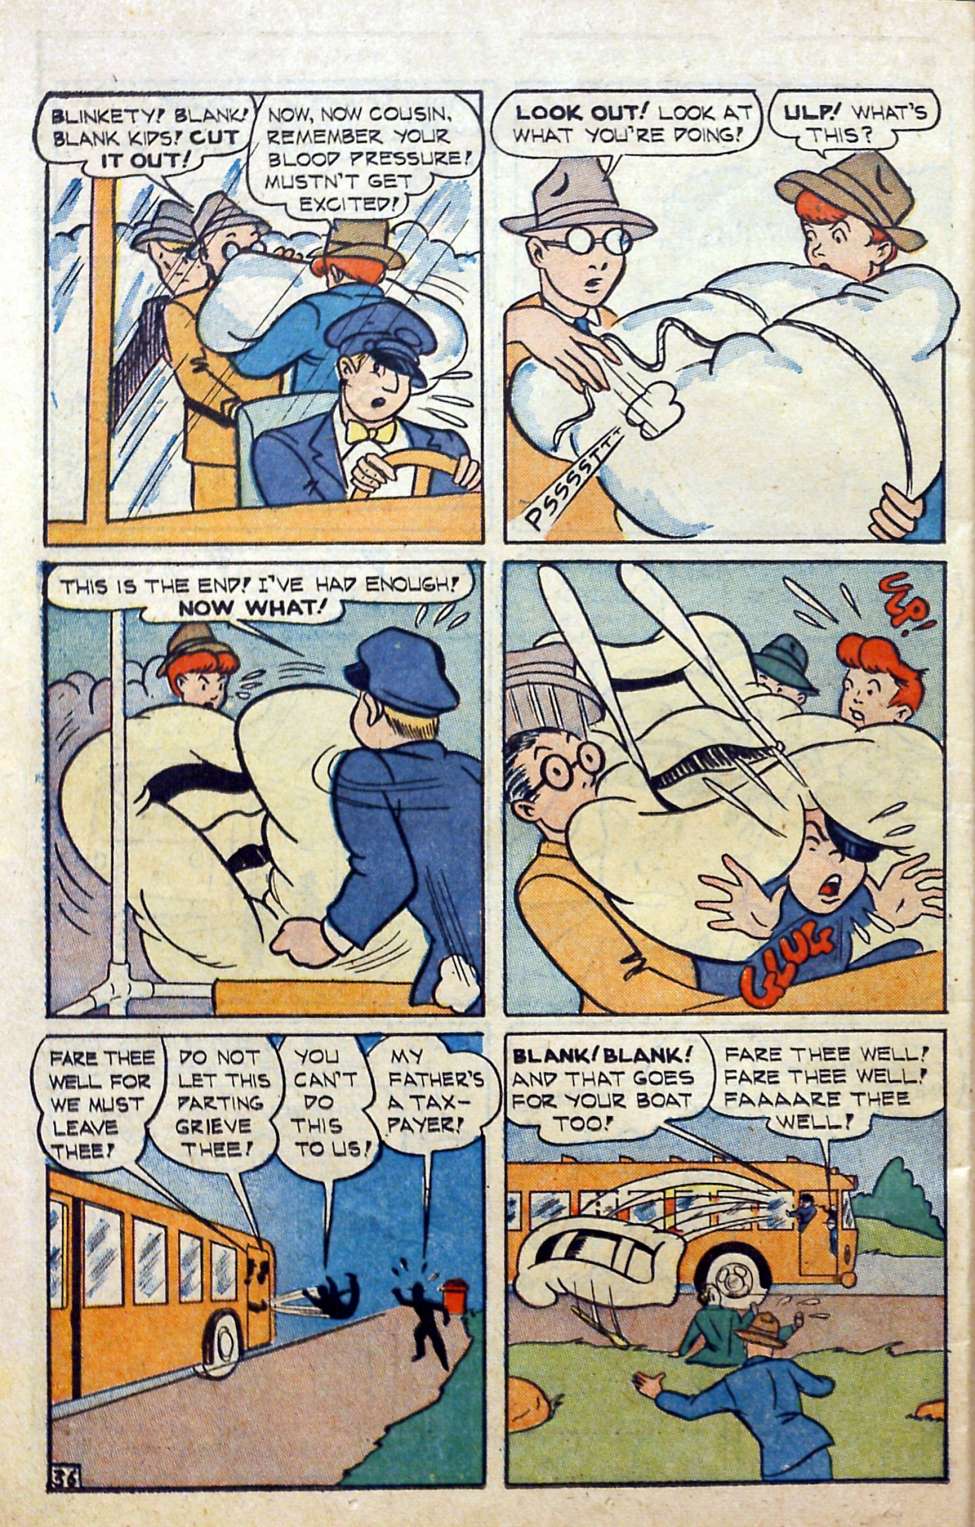 BLINKETY! BLANK!
BLANK KIDS! CUT
IT OUT!
NOW, NOW COUSIN,
REMEMBER YOUR
BLOOD PRESSURE!
MUSTN'T GET
EXCITED!
LOOK OUT! LOOK AT
WHAT YOU'RE DOING!
ULP! WHAT'S
THIS?
PSSSSSTTT
THIS IS THE END! I'VE HAD ENOUGH!
NOW WHAT!
ULP!
GLUG
FARE THEE
WELL FOR
WE MUST
LEAVE
THEE!
DO NOT
LET THIS
PARTING
GRIEVE
THEE!
YOU
CAN'T
DO
THIS
TO US!
MY
FATHER'S
A TAX-
PAYER!
BLANK! BLANK!
AND THAT GOES
FOR YOUR BOAT
TOO!
FARE THEE WELL!
FARE THEE WELL!
FAAAARE THEE
WELL!
36